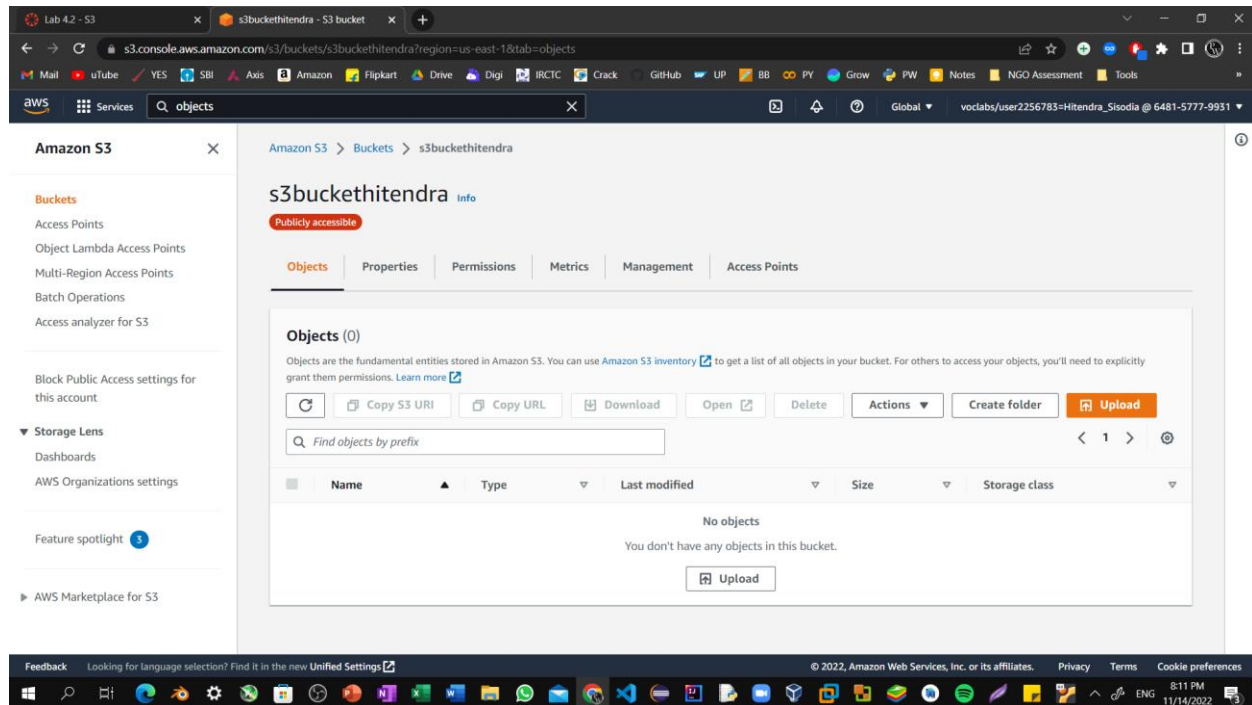 Lab 4.2 - S3
s3buckethitendra - S3 bucket
s3.console.aws.amazon.com/s3/buckets/s3buckethitendra?region=us-east-1&tab=objects
Mail uTube YES SBI Axis Amazon Flipkart Drive Digi IRCTC Crack GitHub UP BB PY Grow PW Notes NGO Assessment Tools
aws Services objects Global voclabs/user2256783=Hitendra_Sisodia @ 6481-5777-9931
Amazon S3
Buckets
Access Points
Object Lambda Access Points
Multi-Region Access Points
Batch Operations
Access analyzer for S3
Block Public Access settings for
this account
Storage Lens
Dashboards
AWS Organizations settings
Feature spotlight 3
AWS Marketplace for S3
Amazon S3 > Buckets > s3buckethitendra
s3buckethitendra Info
Publicly accessible
Objects Properties Permissions Metrics Management Access Points
Objects (0)
Objects are the fundamental entities stored in Amazon S3. You can use Amazon S3 inventory to get a list of all objects in your bucket. For others to access your objects, you'll need to explicitly
grant them permissions. Learn more
Copy S3 URI Copy URL Download Open Delete Actions Create folder Upload
Find objects by prefix
< 1 >
Name Type Last modified Size Storage class
No objects
You don't have any objects in this bucket.
Upload
Feedback Looking for language selection? Find it in the new Unified Settings © 2022, Amazon Web Services, Inc. or its affiliates. Privacy Terms Cookie preferences
ENG 8:11 PM
11/14/2022